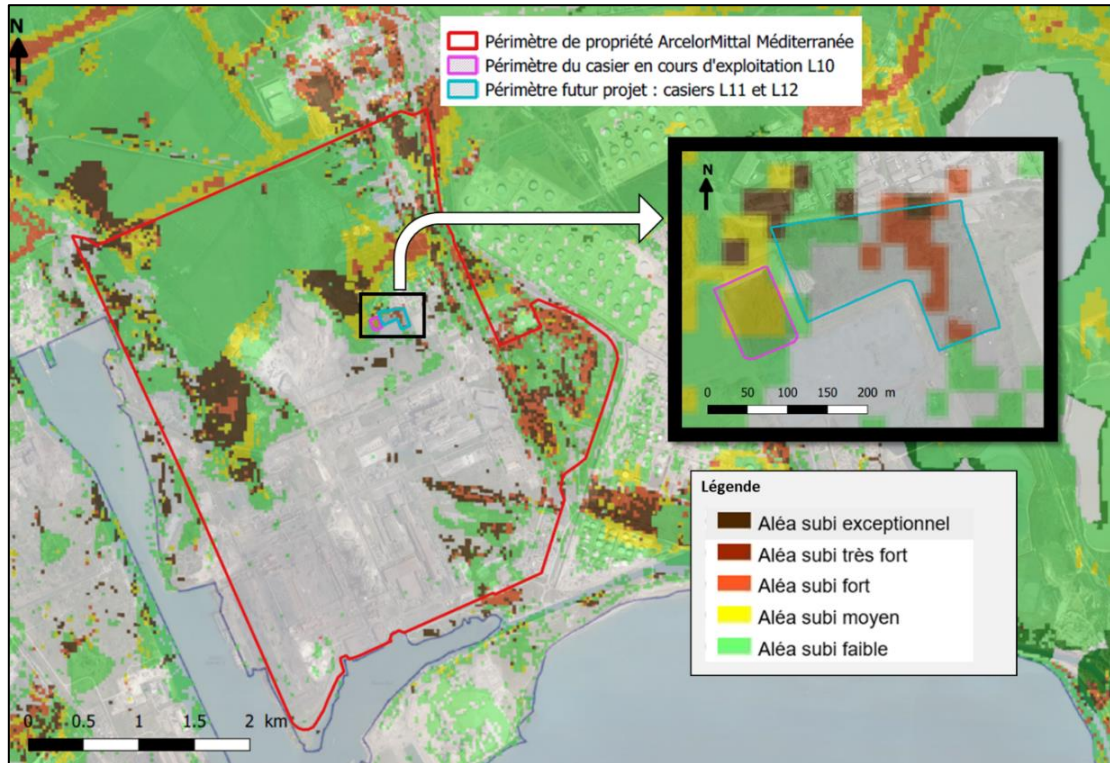 N
Périmètre de propriété ArcelorMittal Méditerranée
Périmètre du casier en cours d'exploitation L10
Périmètre futur projet : casiers L11 et L12
N
0 50 100 150 200 m
Légende
Aléa subi exceptionnel
Aléa subi très fort
Aléa subi fort
Aléa subi moyen
Aléa subi faible
0 0.5 1 1.5 2 km